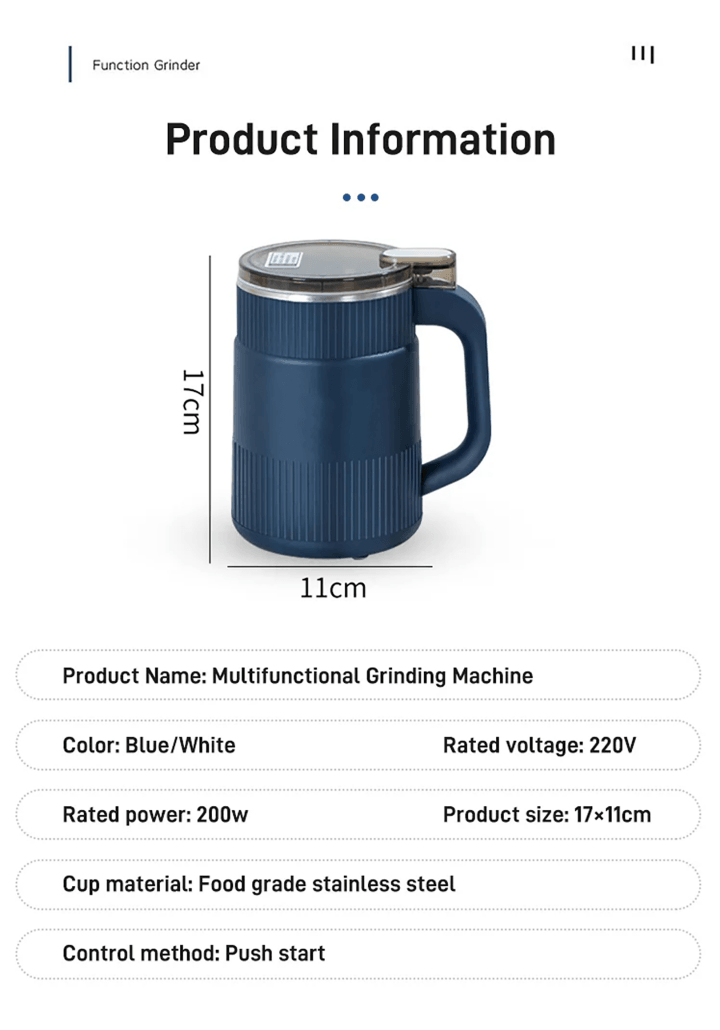 Function Grinder
Product Information
17cm
11cm
Product Name: Multifunctional Grinding Machine
Color: Blue/White
Rated voltage: 220V
Rated power: 200w
Product size: 17×11cm
Cup material: Food grade stainless steel
Control method: Push start